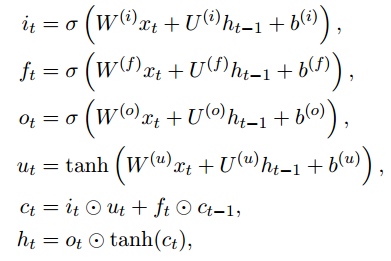 i_t = σ ( W^(i) x_t + U^(i) h_{t−1} + b^(i) ) ,
f_t = σ ( W^(f) x_t + U^(f) h_{t−1} + b^(f) ) ,
o_t = σ ( W^(o) x_t + U^(o) h_{t−1} + b^(o) ) ,
u_t = tanh ( W^(u) x_t + U^(u) h_{t−1} + b^(u) ) ,
c_t = i_t ⊙ u_t + f_t ⊙ c_{t−1},
h_t = o_t ⊙ tanh(c_t),